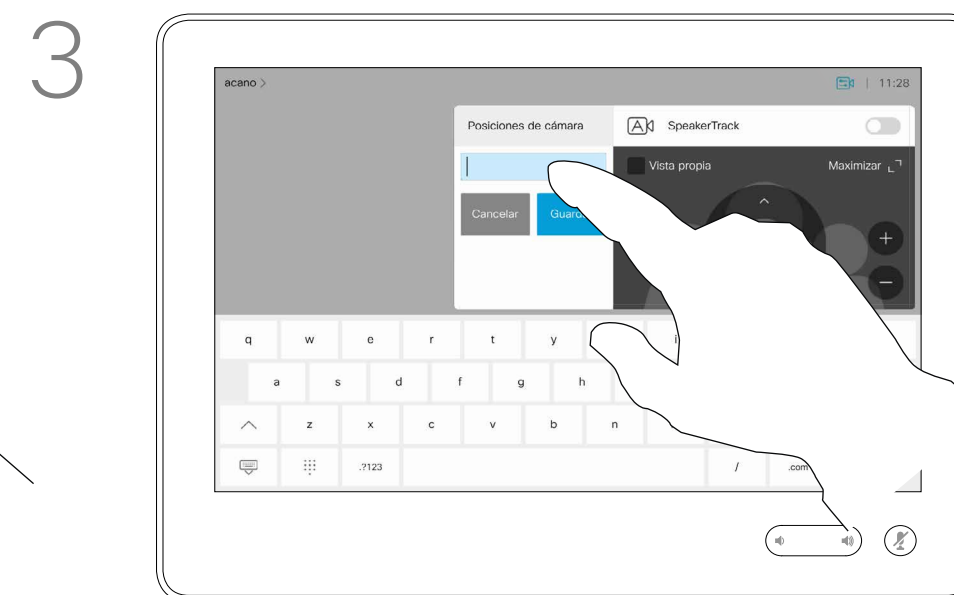 3
acano > 11:28
Posiciones de cámara SpeakerTrack
Vista propia Maximizar
Cancelar
q w e r t y i
a s d f g h
z x c v b n
.?123 / .com